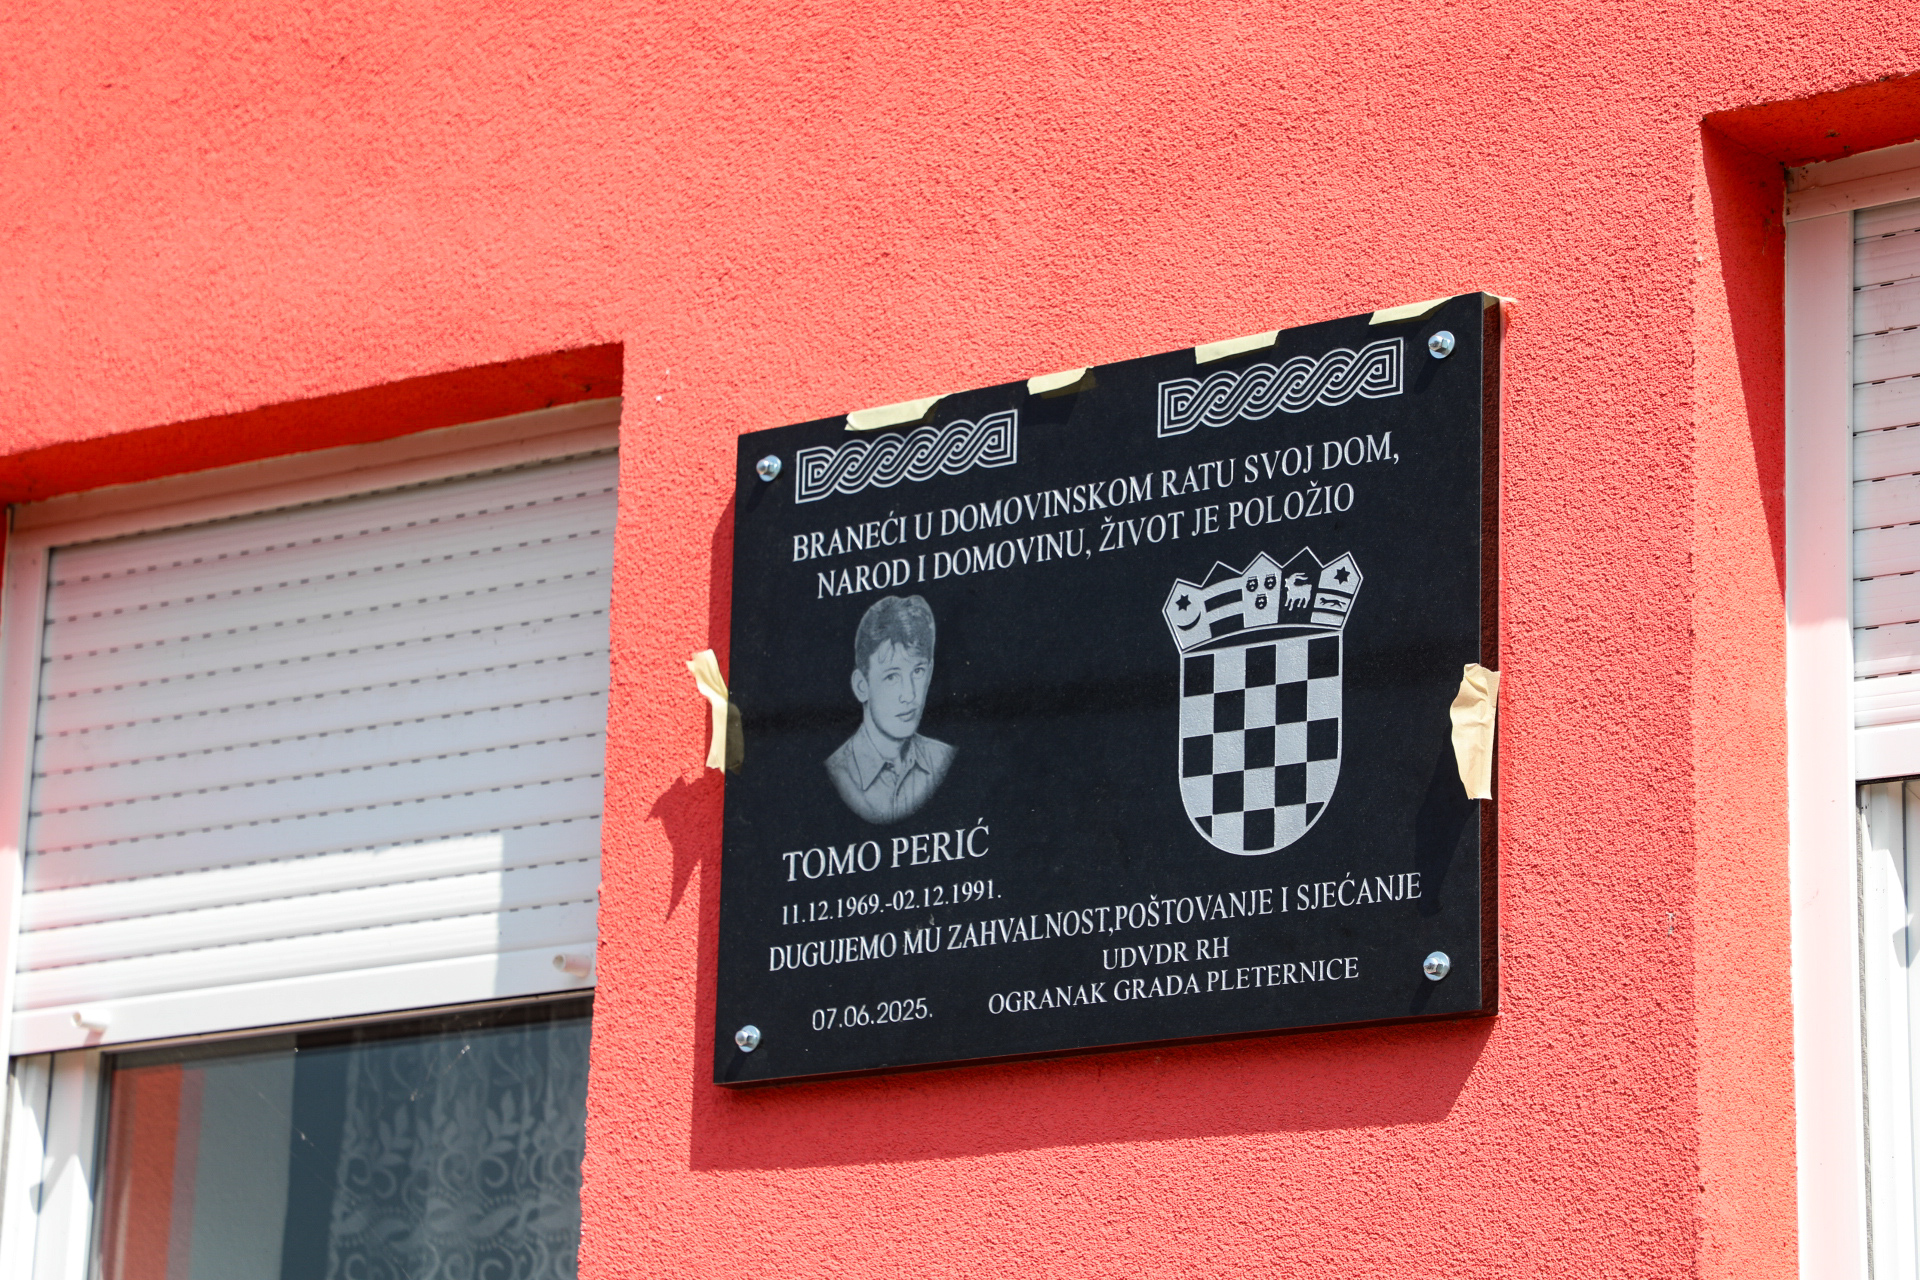 BRANEĆI U DOMOVINSKOM RATU SVOJ DOM,
NAROD I DOMOVINU, ŽIVOT JE POLOŽIO
TOMO PERIĆ
11.12.1969.-02.12.1991.
DUGUJEMO MU ZAHVALNOST,POŠTOVANJE I SJEĆANJE
UDVDR RH
OGRANAK GRADA PLETERNICE
07.06.2025.